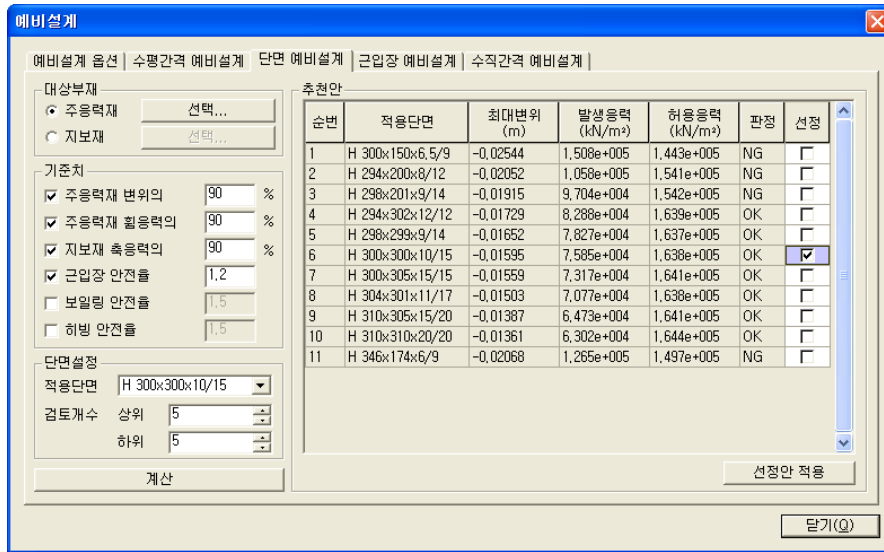 예비설계
예비설계 옵션 수평간격 예비설계 단면 예비설계 근입장 예비설계 수직간격 예비설계
대상부재
주응력재 선택...
지보재 선택...
기준치
주응력재 변위의 90 %
주응력재 휨응력의 90 %
지보재 축응력의 90 %
근입장 안전율 1.2
보일링 안전율 1.5
히빙 안전율 1.5
단면설정
적용단면 H 300x300x10/15
검토개수 상위 5
하위 5
계산
추천안
순번 적용단면 최대변위 (m) 발생응력 (kN/m²) 허용응력 (kN/m²) 판정 선정
1 H 300x150x6.5/9 -0.02544 1.508e+005 1.443e+005 NG
2 H 294x200x8/12 -0.02052 1.058e+005 1.541e+005 NG
3 H 298x201x9/14 -0.01915 9.704e+004 1.542e+005 NG
4 H 294x302x12/12 -0.01729 8.288e+004 1.639e+005 OK
5 H 298x299x9/14 -0.01652 7.827e+004 1.637e+005 OK
6 H 300x300x10/15 -0.01595 7.585e+004 1.638e+005 OK
7 H 300x305x15/15 -0.01559 7.317e+004 1.641e+005 OK
8 H 304x301x11/17 -0.01503 7.077e+004 1.638e+005 OK
9 H 310x305x15/20 -0.01387 6.473e+004 1.641e+005 OK
10 H 310x310x20/20 -0.01361 6.302e+004 1.644e+005 OK
11 H 346x174x6/9 -0.02068 1.265e+005 1.497e+005 NG
선정안 적용
닫기(Q)